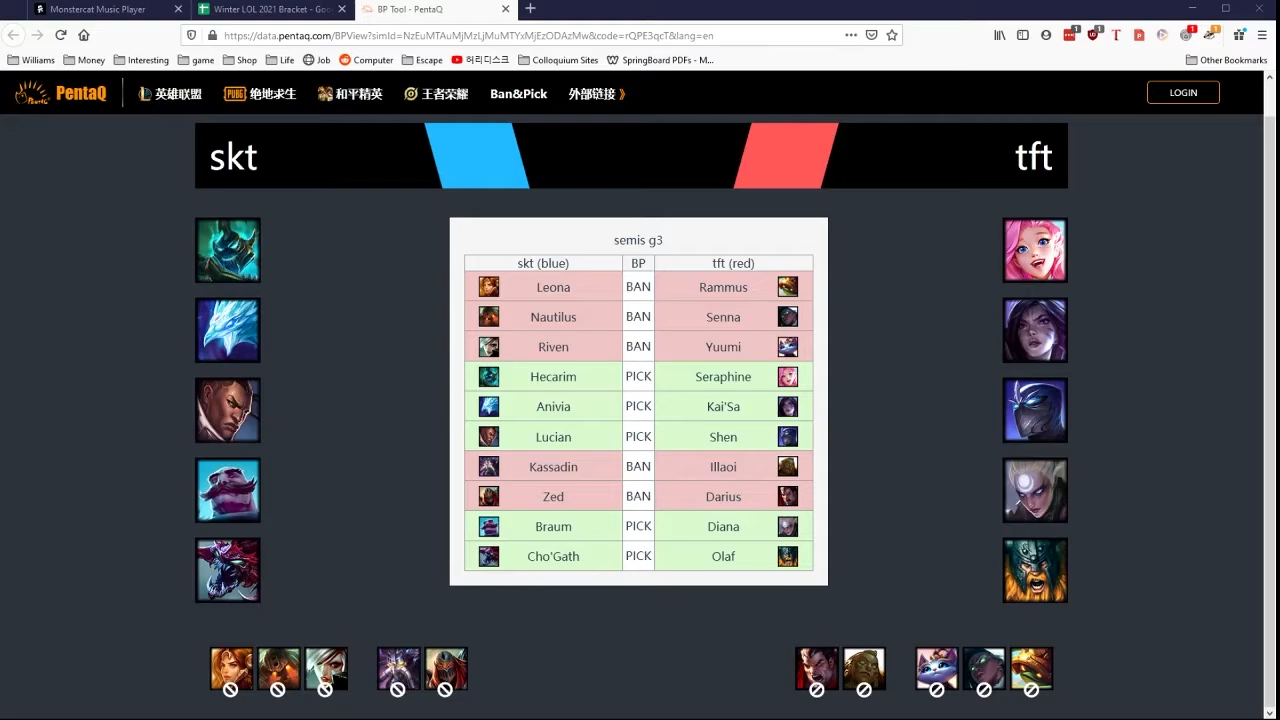 Monstercat Music Player
Winter LOL 2021 Bracket - Goo
BP Tool - PentaQ
https://data.pentaq.com/BPView?simId=NzEuMTAuMjMzLjMuMTYxMjEzODAzMw&code=rQPE3qcT&lang=en
Williams Money Interesting game Shop Life Job Computer Escape 허리디스크 Colloquium Sites SpringBoard PDFs - M... Other Bookmarks
PentaQ 英雄联盟 PUBG 绝地求生 和平精英 王者荣耀 Ban&Pick 外部链接 》 LOGIN
skt tft
semis g3
skt (blue) BP tft (red)
Leona BAN Rammus
Nautilus BAN Senna
Riven BAN Yuumi
Hecarim PICK Seraphine
Anivia PICK Kai'Sa
Lucian PICK Shen
Kassadin BAN Illaoi
Zed BAN Darius
Braum PICK Diana
Cho'Gath PICK Olaf